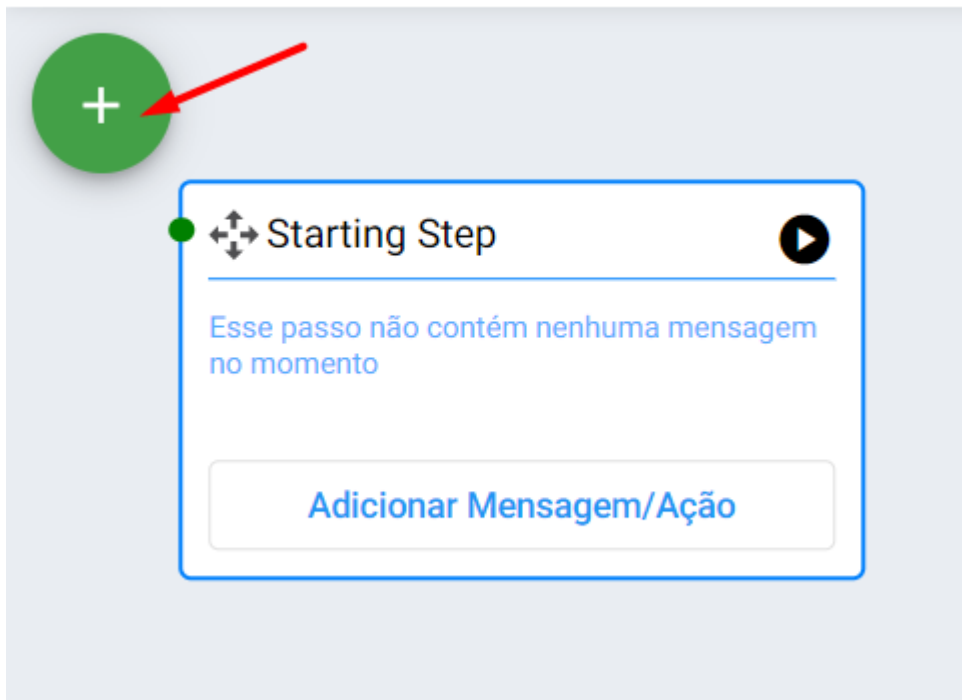 +
Starting Step
Esse passo não contém nenhuma mensagem
no momento
Adicionar Mensagem/Ação